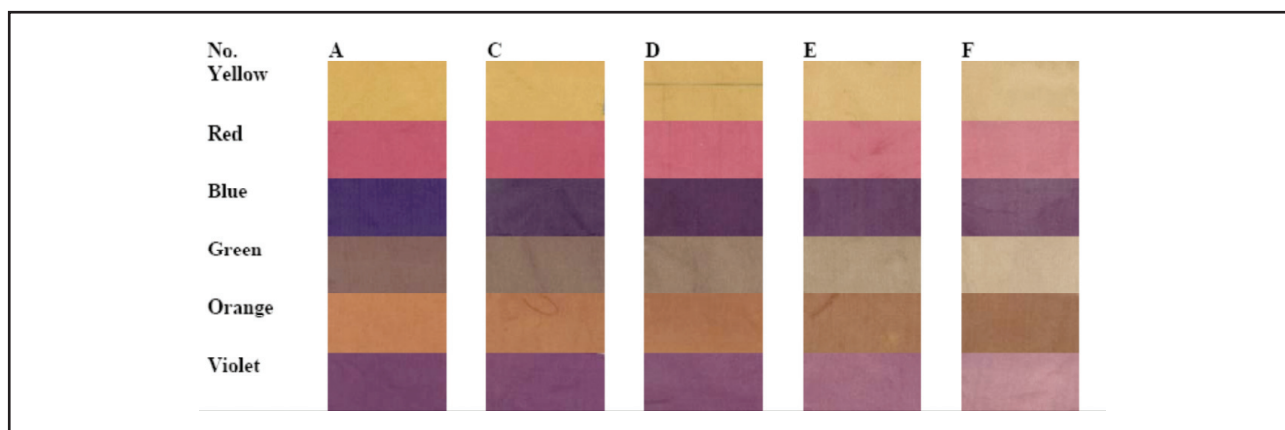 No. A C D E F
Yellow
Red
Blue
Green
Orange
Violet